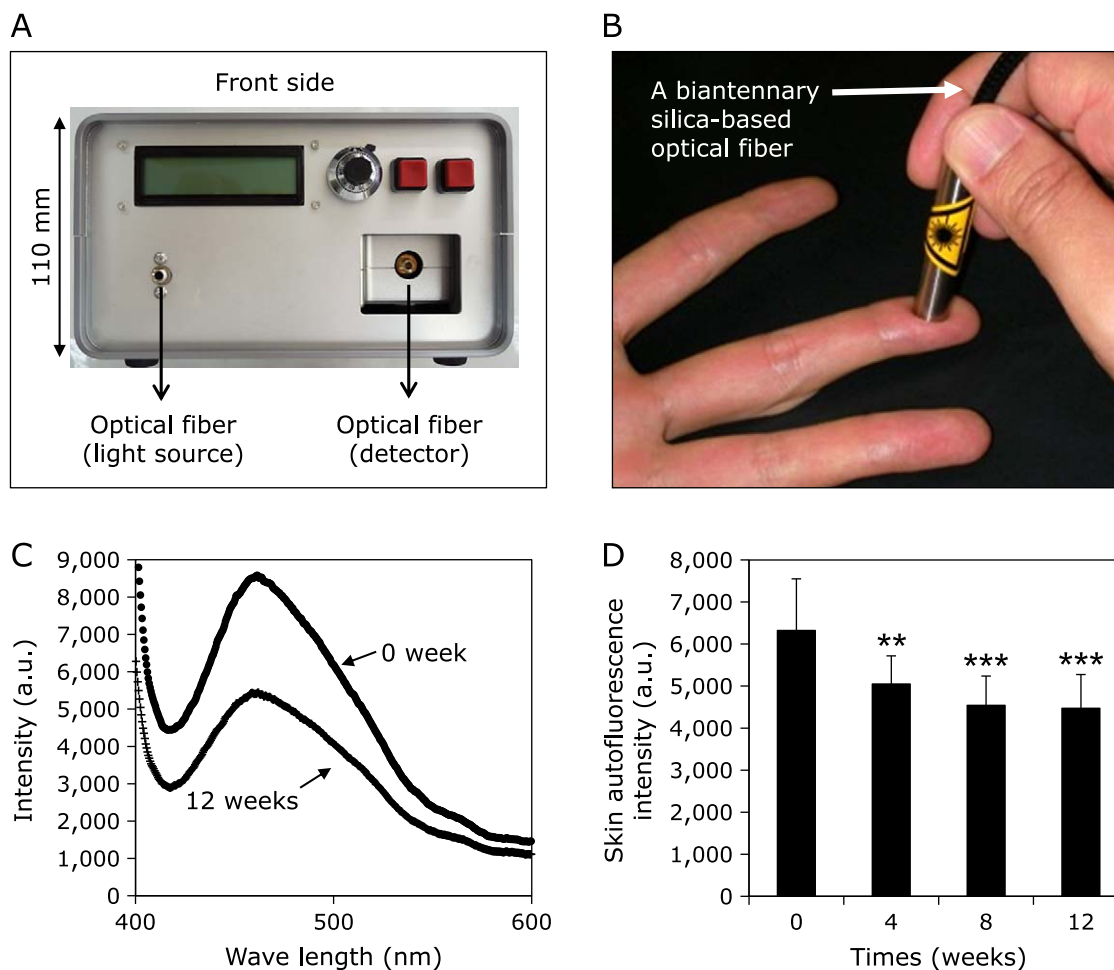 A
Front side
110 mm
Optical fiber
(light source)
Optical fiber
(detector)
B
A biantennary
silica-based
optical fiber
C
9,000
8,000
7,000
6,000
5,000
4,000
3,000
2,000
1,000
0
Intensity (a.u.)
0 week
12 weeks
400
500
600
Wave length (nm)
D
8,000
7,000
6,000
5,000
4,000
3,000
2,000
1,000
0
Skin autofluorescence
intensity (a.u.)
**
***
***
0
4
8
12
Times (weeks)